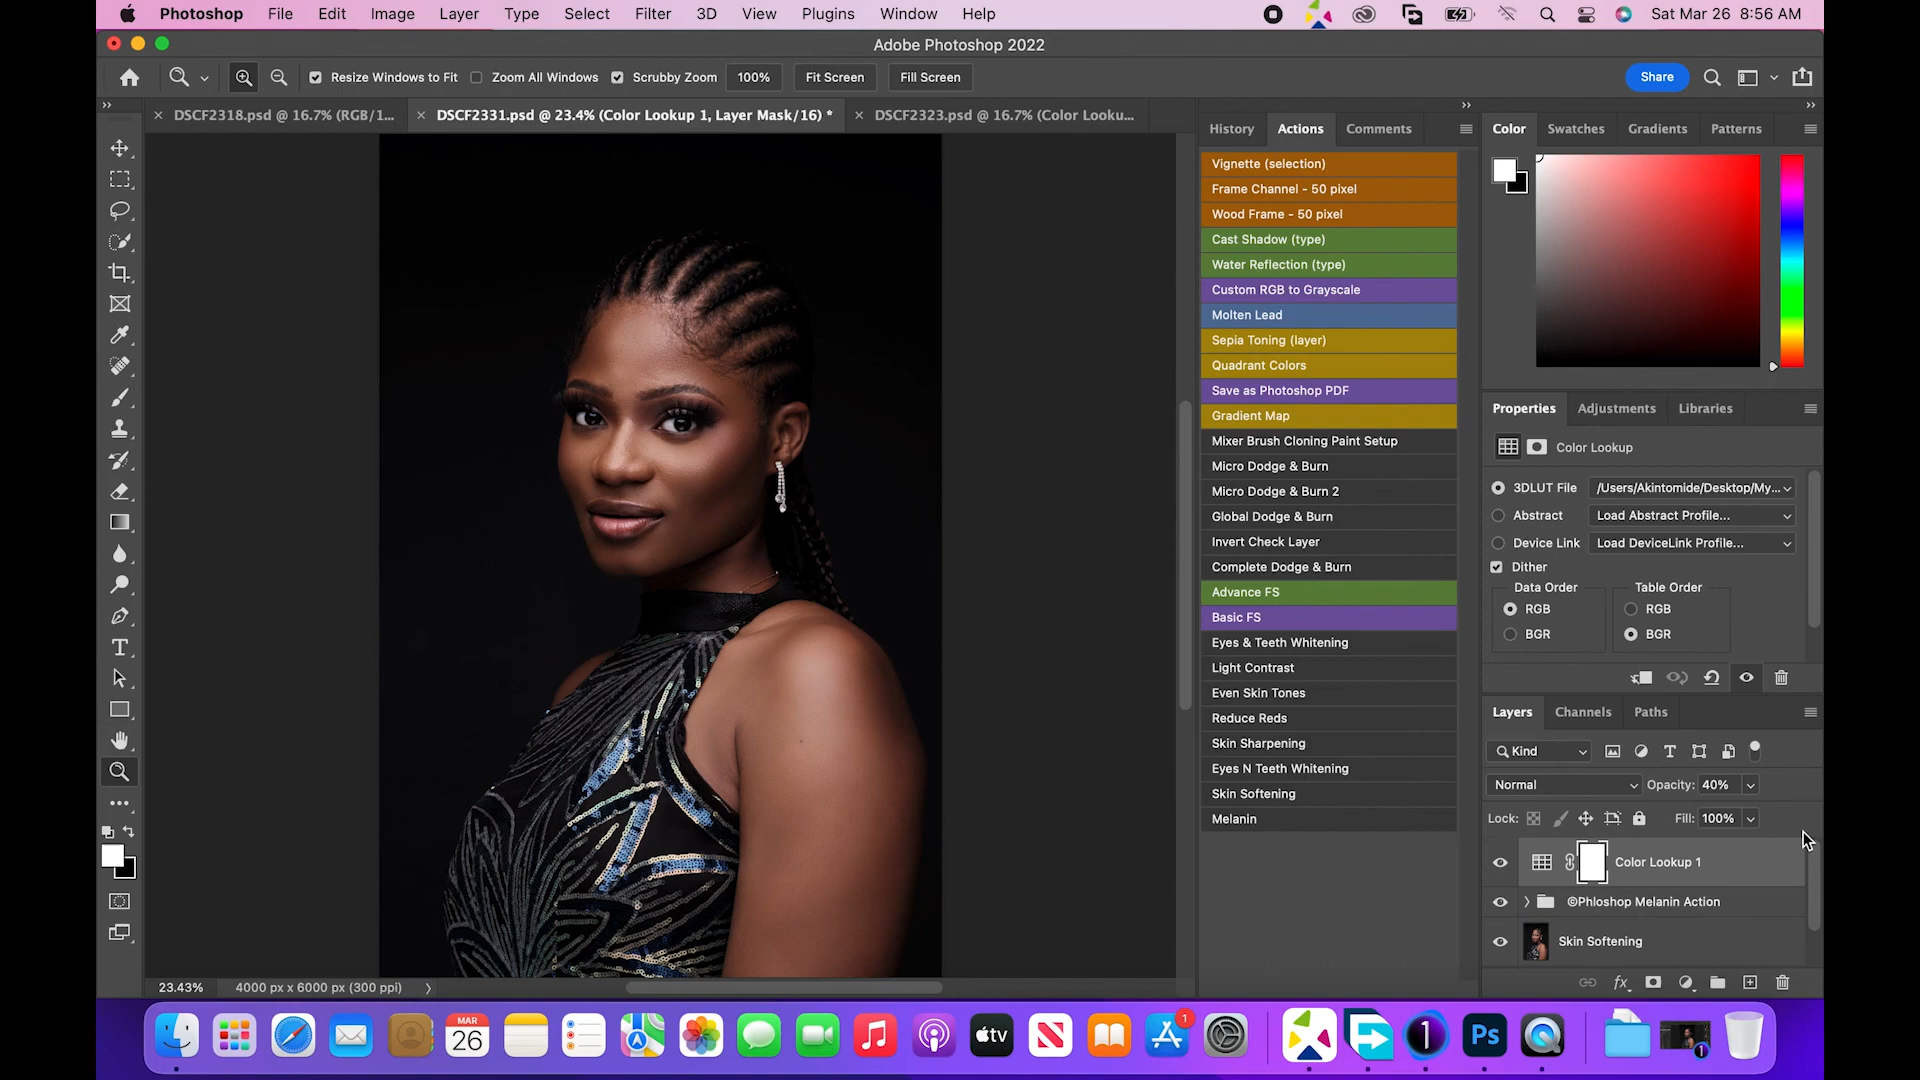 Photoshop File Edit Image Layer Type Select Filter 3D View Plugins Window Help Sat Mar 26 8:56 AM
Adobe Photoshop 2022
Resize Windows to Fit Zoom All Windows Scrubby Zoom 100% Fit Screen Fill Screen Share
DSCF2318.psd @ 16.7% (RGB/1... DSCF2331.psd @ 23.4% (Color Lookup 1, Layer Mask/16) * DSCF2323.psd @ 16.7% (Color Looku...
History Actions Comments
Vignette (selection)
Frame Channel - 50 pixel
Wood Frame - 50 pixel
Cast Shadow (type)
Water Reflection (type)
Custom RGB to Grayscale
Molten Lead
Sepia Toning (layer)
Quadrant Colors
Save as Photoshop PDF
Gradient Map
Mixer Brush Cloning Paint Setup
Micro Dodge & Burn
Micro Dodge & Burn 2
Global Dodge & Burn
Invert Check Layer
Complete Dodge & Burn
Advance FS
Basic FS
Eyes & Teeth Whitening
Light Contrast
Even Skin Tones
Reduce Reds
Skin Sharpening
Eyes N Teeth Whitening
Skin Softening
Melanin
Color Swatches Gradients Patterns
Properties Adjustments Libraries
Color Lookup
3DLUT File /Users/Akintomide/Desktop/My...
Abstract Load Abstract Profile...
Device Link Load DeviceLink Profile...
Dither
Data Order Table Order
RGB RGB
BGR BGR
Layers Channels Paths
Kind
Normal Opacity: 40%
Lock: Fill: 100%
Color Lookup 1
©Phloshop Melanin Action
Skin Softening
23.43% 4000 px x 6000 px (300 ppi)
MAR
26
tv
1
1
Ps
1